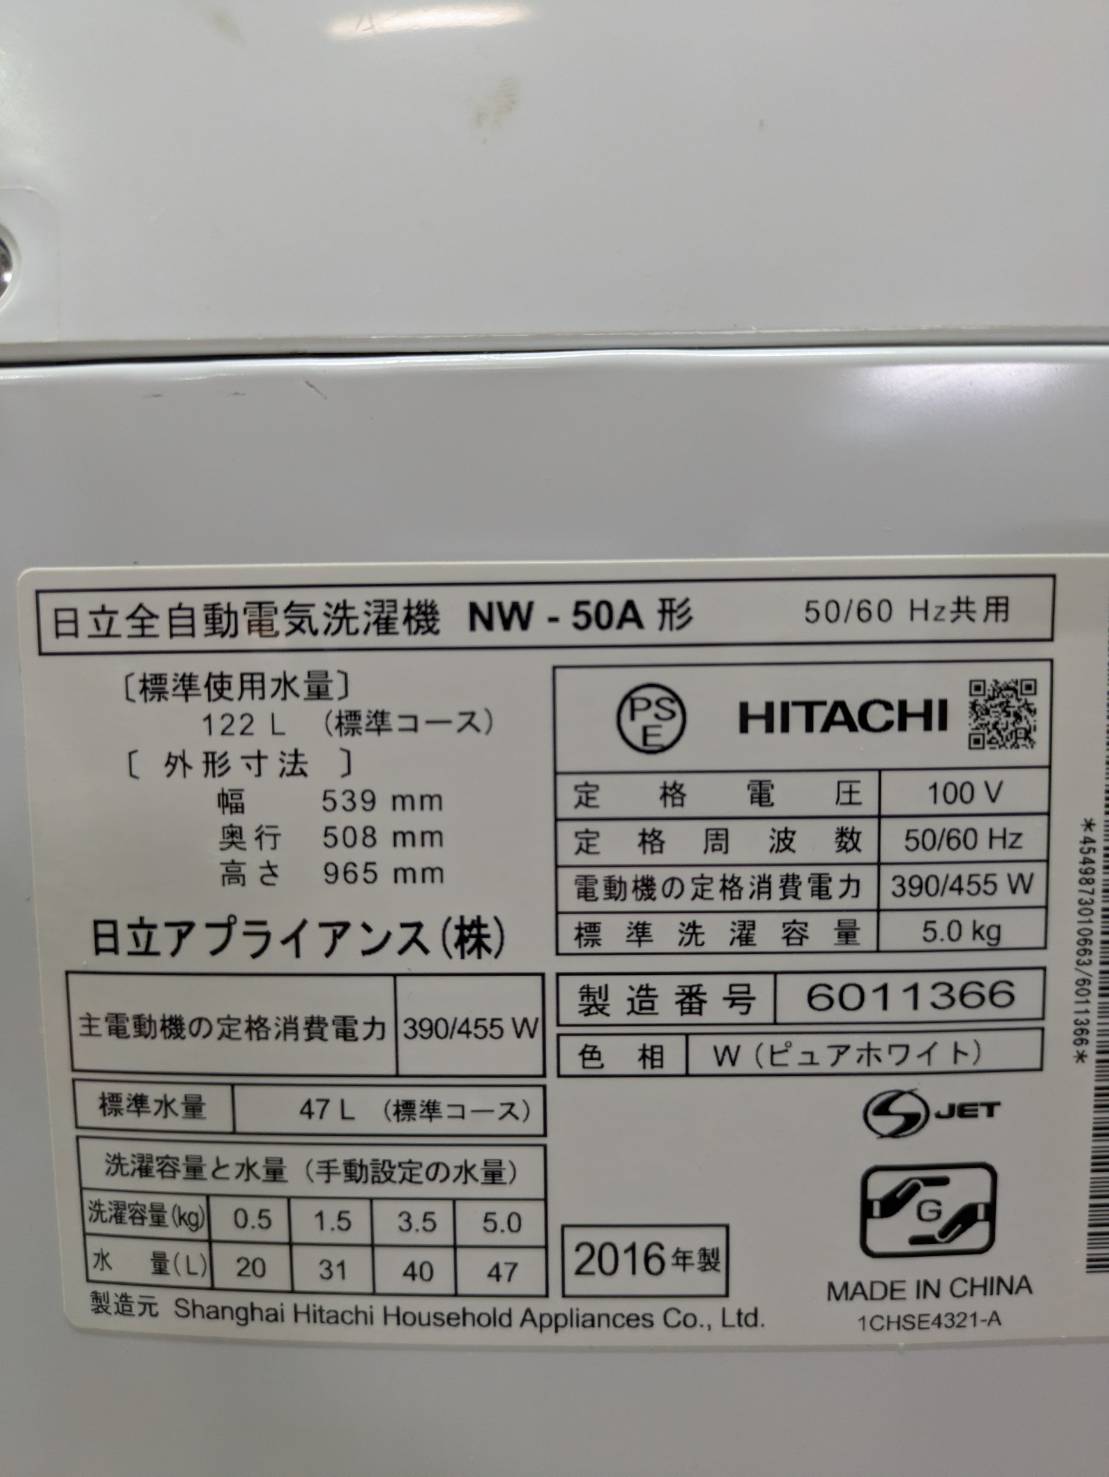 日立全自動電気洗濯機 NW - 50A 形 50/60 Hz共用
〔標準使用水量〕
122 L (標準コース)
〔外形寸法〕
幅 539 mm
奥行 508 mm
高さ 965 mm
日立アプライアンス(株)
PS
E
HITACHI
定格電圧 100 V
定格周波数 50/60 Hz
電動機の定格消費電力 390/455 W
標準洗濯容量 5.0 kg
主電動機の定格消費電力 390/455 W
製造番号 6011366
色相 W (ピュアホワイト)
標準水量 47 L (標準コース)
洗濯容量と水量 (手動設定の水量)
洗濯容量(kg) 0.5 1.5 3.5 5.0
水量(L) 20 31 40 47
2016年製
S JET
G
MADE IN CHINA
1CHSE4321-A
製造元 Shanghai Hitachi Household Appliances Co., Ltd.
*4549873010663/6011366*